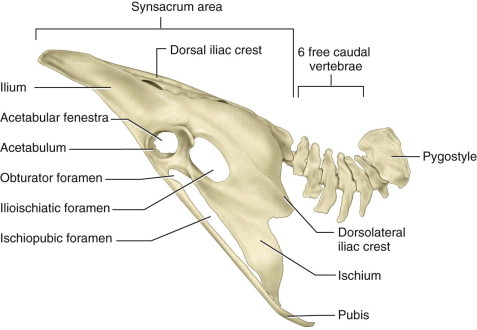 Synsacrum area
Dorsal iliac crest
6 free caudal
vertebrae
Ilium
Acetabular fenestra
Acetabulum
Obturator foramen
Ilioischiatic foramen
Ischiopubic foramen
Pygostyle
Dorsolateral
iliac crest
Ischium
Pubis